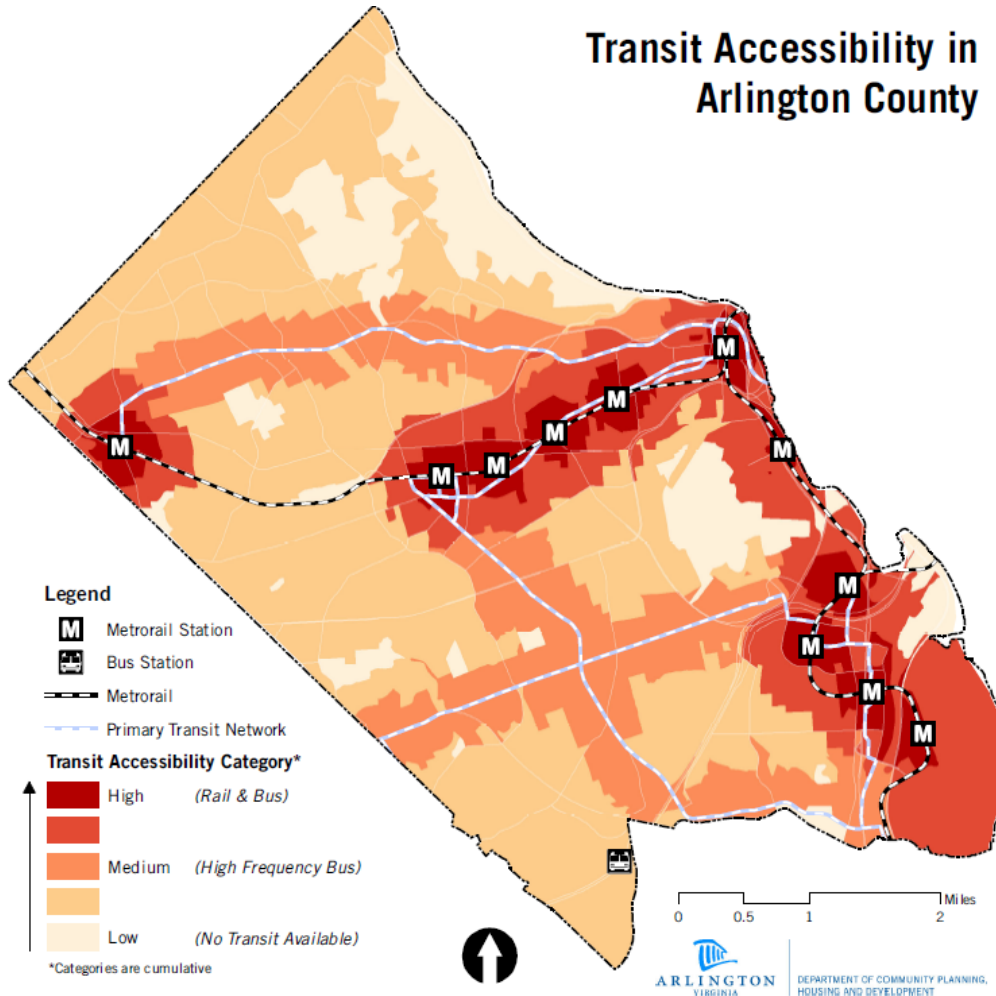 Transit Accessibility in
Arlington County
M
M
M
M
M
M
M
M
M
M
M
Legend
M Metrorail Station
Bus Station
Metrorail
Primary Transit Network
Transit Accessibility Category*
High (Rail & Bus)
Medium (High Frequency Bus)
Low (No Transit Available)
*Categories are cumulative
Miles
0 0.5 1 2
ARLINGTON
VIRGINIA
DEPARTMENT OF COMMUNITY PLANNING,
HOUSING AND DEVELOPMENT